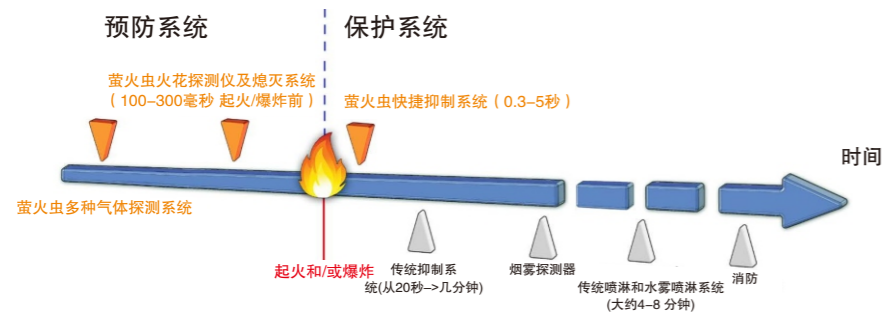 预防系统
保护系统
萤火虫火花探测仪及熄灭系统
(100-300毫秒 起火/爆炸前)
萤火虫快捷抑制系统(0.3-5秒)
时间
萤火虫多种气体探测系统
起火和/或爆炸
传统抑制系
统(从20秒->几分钟)
烟雾探测器
传统喷淋和水雾喷淋系统
(大约4-8 分钟)
消防